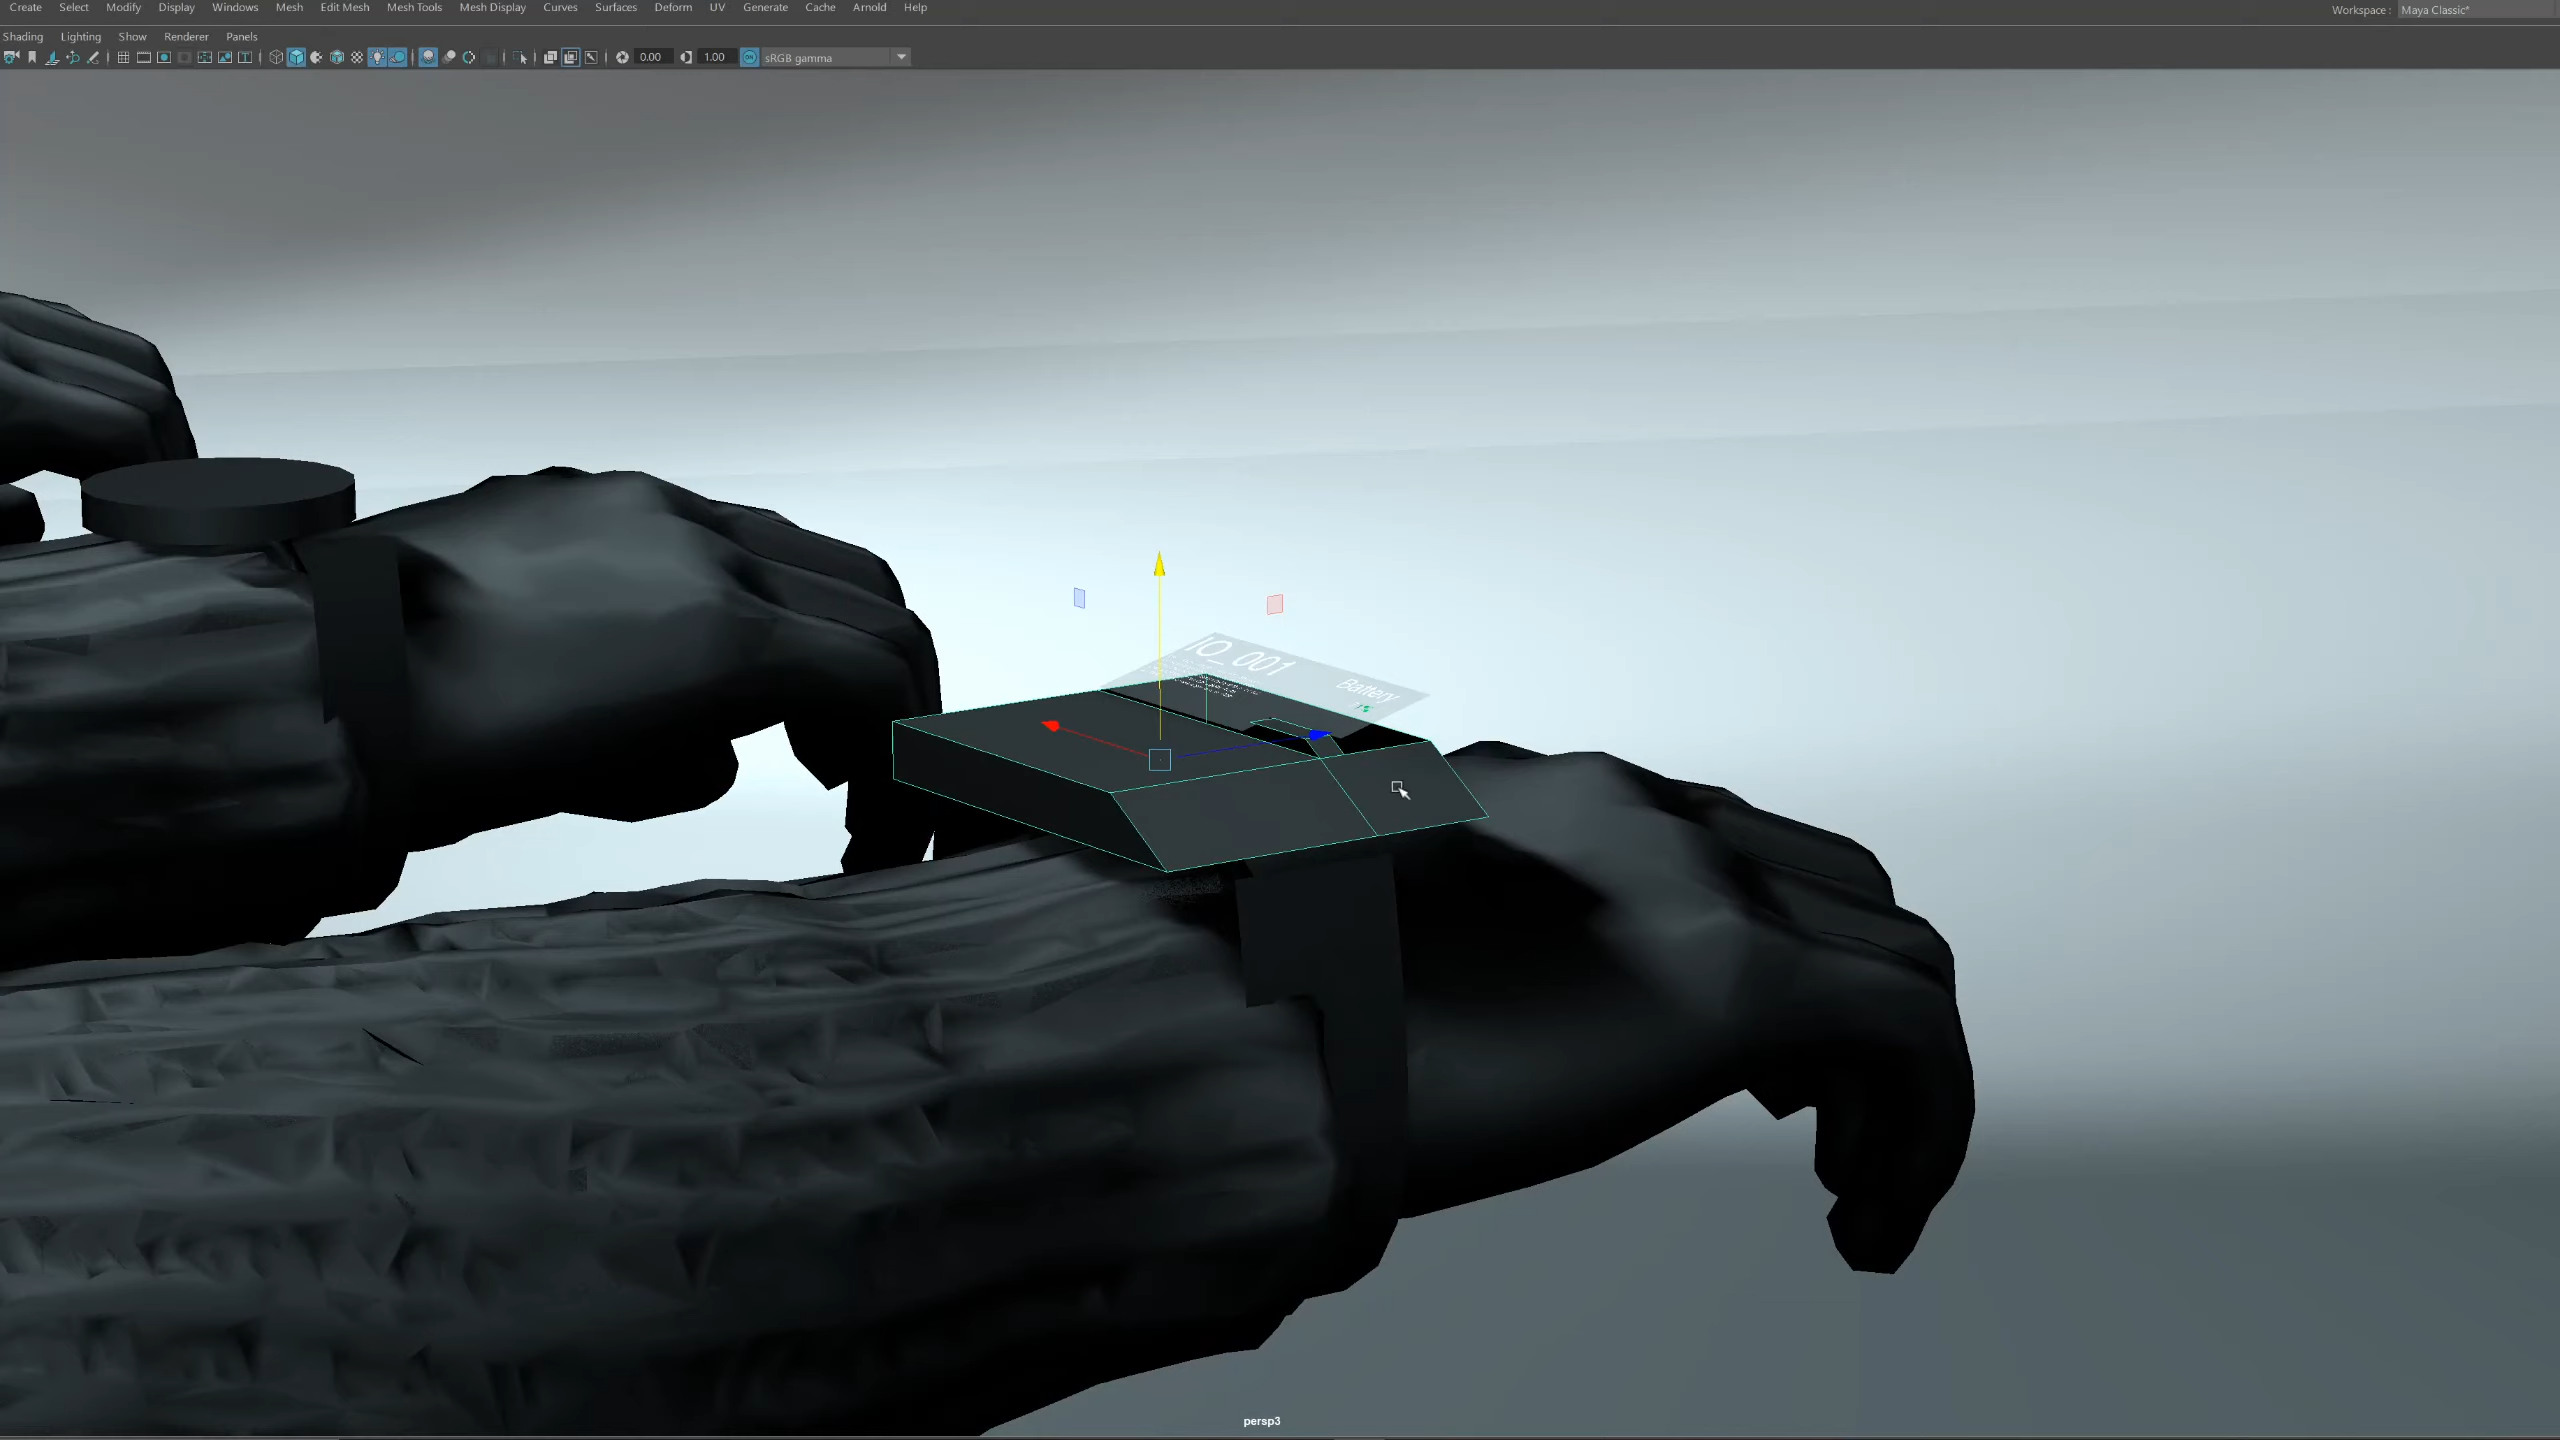 Create Select Modify Display Windows Mesh Edit Mesh Mesh Tools Mesh Display Curves Surfaces Deform UV Generate Cache Arnold Help
Workspace : Maya Classic*
Shading Lighting Show Renderer Panels
0.00 1.00 ON sRGB gamma
IO_001
Battery
persp3